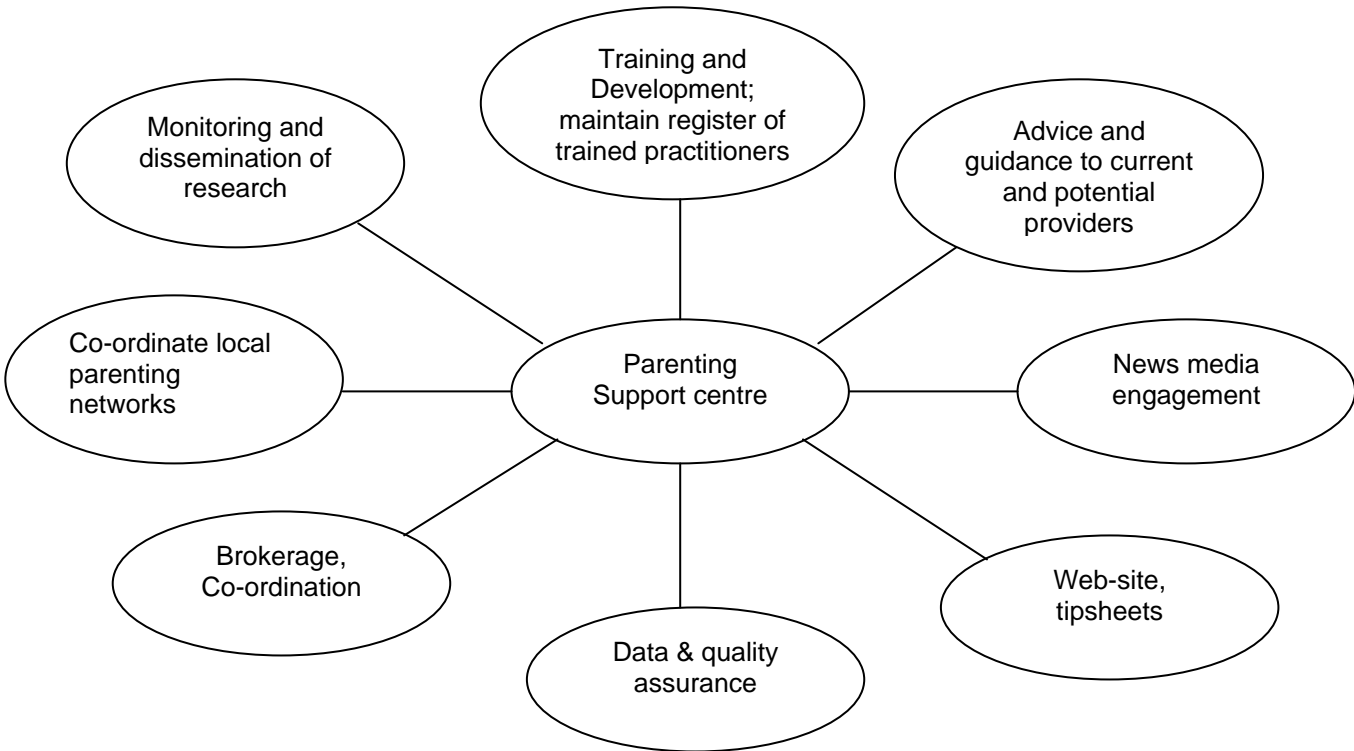 Training and
Development;
maintain register of
trained practitioners
Monitoring and
dissemination of
research
Advice and
guidance to current
and potential
providers
Co-ordinate local
parenting
networks
Parenting
Support centre
News media
engagement
Brokerage,
Co-ordination
Web-site,
tipsheets
Data & quality
assurance